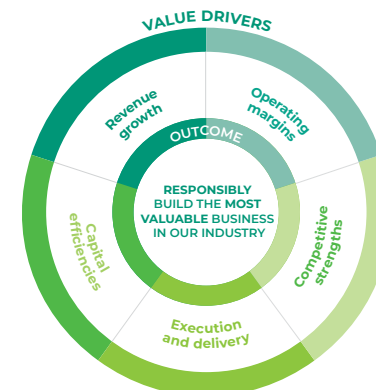 VALUE DRIVERS
Revenue
growth
Operating
margins
OUTCOME
RESPONSIBLY
BUILD THE MOST
VALUABLE BUSINESS
IN OUR INDUSTRY
Capital
efficiencies
Competitive
strengths
Execution
and delivery